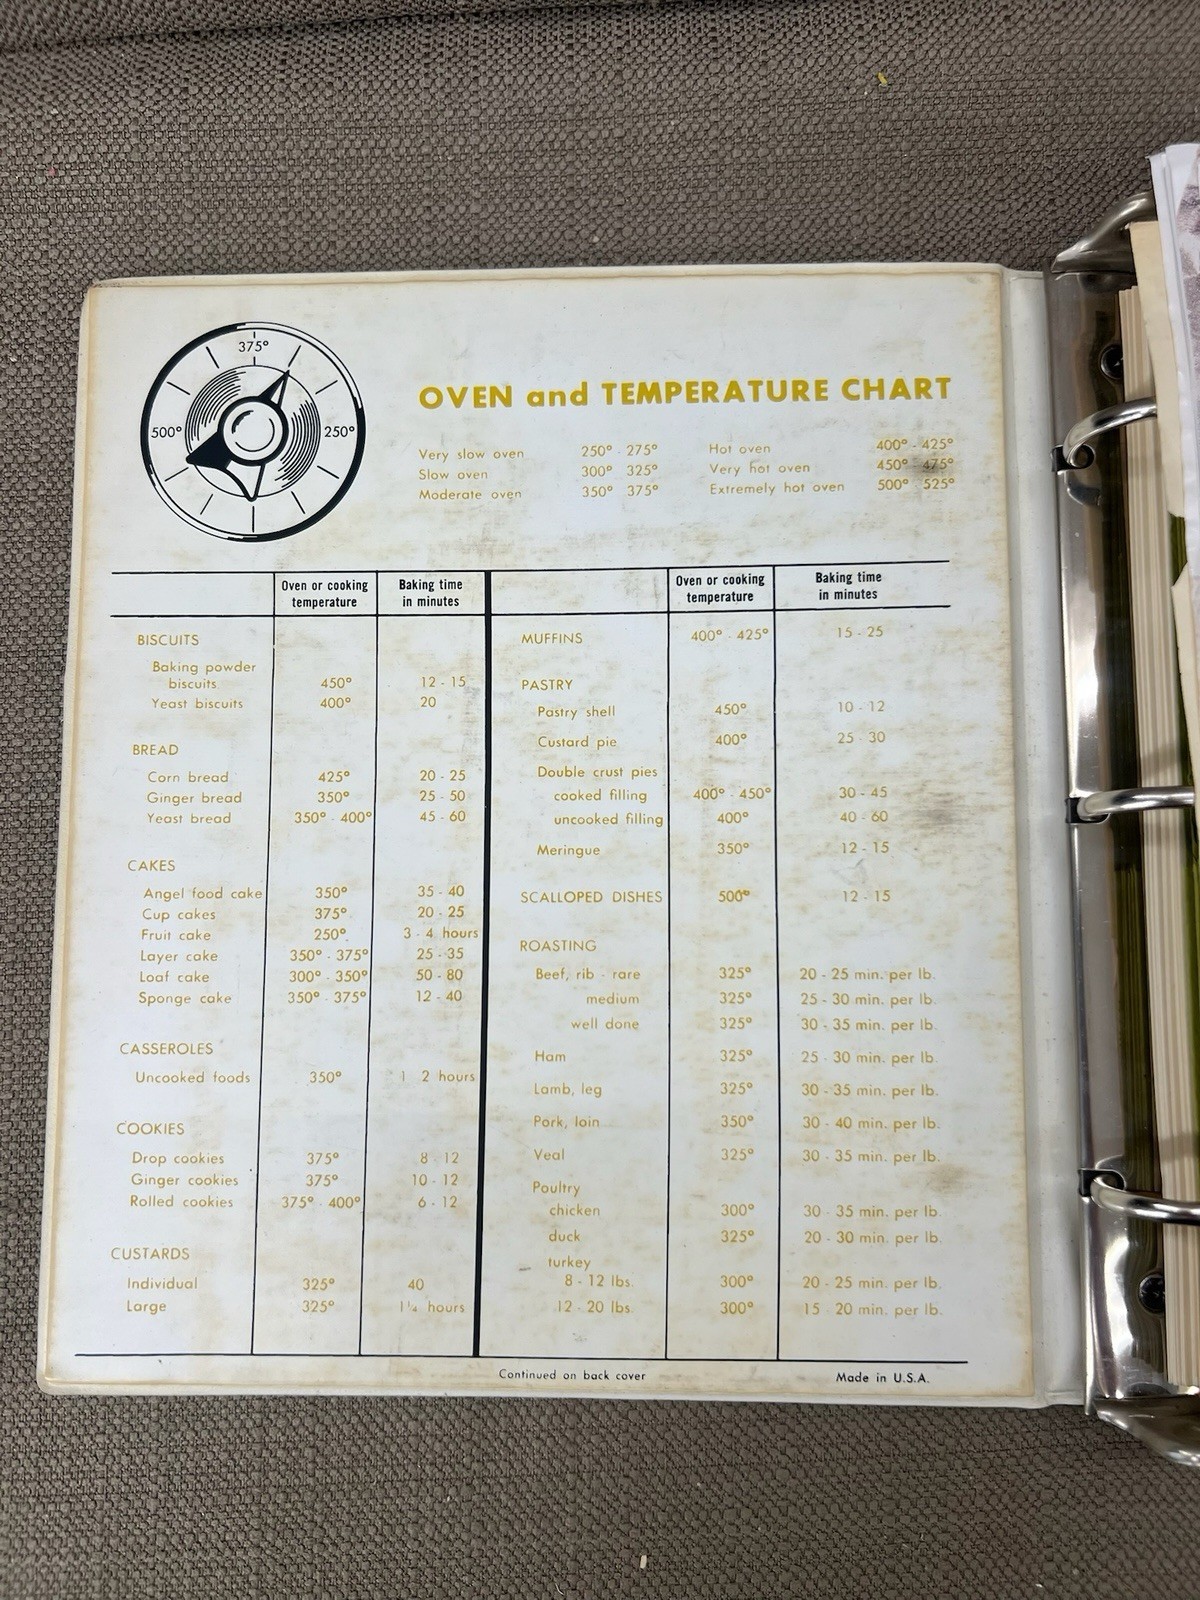 375°
500°
250°
OVEN and TEMPERATURE CHART
Very slow oven 250° - 275°
Slow oven 300° 325°
Moderate oven 350° 375°
Hot oven 400° - 425°
Very hot oven 450° 475°
Extremely hot oven 500° - 525°
Oven or cooking temperature
Baking time in minutes
BISCUITS
Baking powder
biscuits 450° 12 - 15
Yeast biscuits 400° 20
BREAD
Corn bread 425° 20 - 25
Ginger bread 350° 25 - 50
Yeast bread 350° - 400° 45 - 60
CAKES
Angel food cake 350° 35 - 40
Cup cakes 375° 20 - 25
Fruit cake 250° 3 - 4 hours
Layer cake 350° - 375° 25 - 35
Loaf cake 300° - 350° 50 - 80
Sponge cake 350° - 375° 12 - 40
CASSEROLES
Uncooked foods 350° 1 2 hours
COOKIES
Drop cookies 375° 8 - 12
Ginger cookies 375° 10 - 12
Rolled cookies 375° - 400° 6 - 12
CUSTARDS
Individual 325° 40
Large 325° 1¼ hours
Oven or cooking temperature
Baking time in minutes
MUFFINS 400° - 425° 15 - 25
PASTRY
Pastry shell 450° 10 - 12
Custard pie 400° 25 - 30
Double crust pies
cooked filling 400° - 450° 30 - 45
uncooked filling 400° 40 - 60
Meringue 350° 12 - 15
SCALLOPED DISHES 500° 12 - 15
ROASTING
Beef, rib - rare 325° 20 - 25 min. per lb.
medium 325° 25 - 30 min. per lb.
well done 325° 30 - 35 min. per lb.
Ham 325° 25 - 30 min. per lb.
Lamb, leg 325° 30 - 35 min. per lb.
Pork, loin 350° 30 - 40 min. per lb.
Veal 325° 30 - 35 min. per lb.
Poultry
chicken 300° 30 - 35 min. per lb.
duck 325° 20 - 30 min. per lb.
turkey
8 - 12 lbs. 300° 20 - 25 min. per lb.
12 - 20 lbs. 300° 15 - 20 min. per lb.
Continued on back cover
Made in U.S.A.